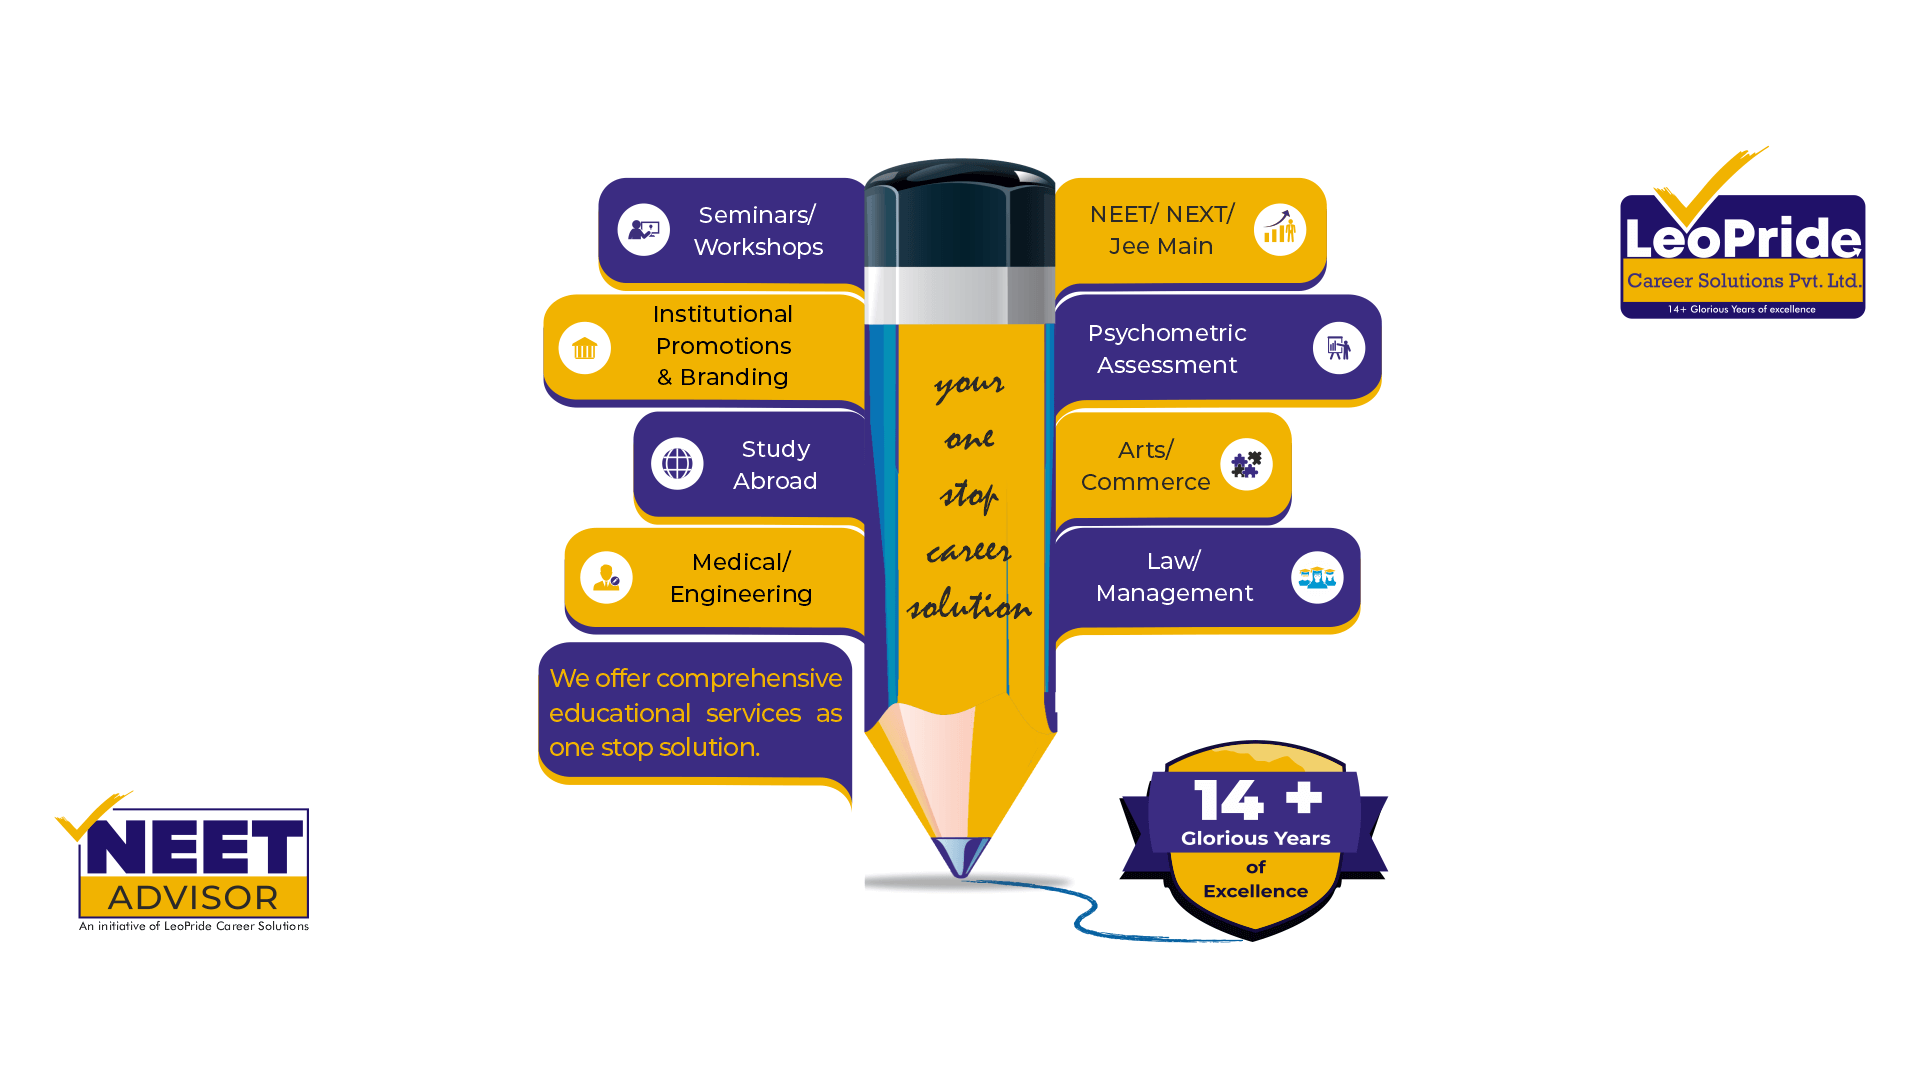 Seminars/
Workshops
Institutional
Promotions
& Branding
Study
Abroad
Medical/
Engineering
We offer comprehensive
educational services as
one stop solution.
your
one
stop
career
solution
NEET/ NEXT/
Jee Main
Psychometric
Assessment
Arts/
Commerce
Law/
Management
LeoPride
Career Solutions Pvt. Ltd.
14+ Glorious Years of excellence
NEET
ADVISOR
An initiative of LeoPride Career Solutions
14 +
Glorious Years
of
Excellence